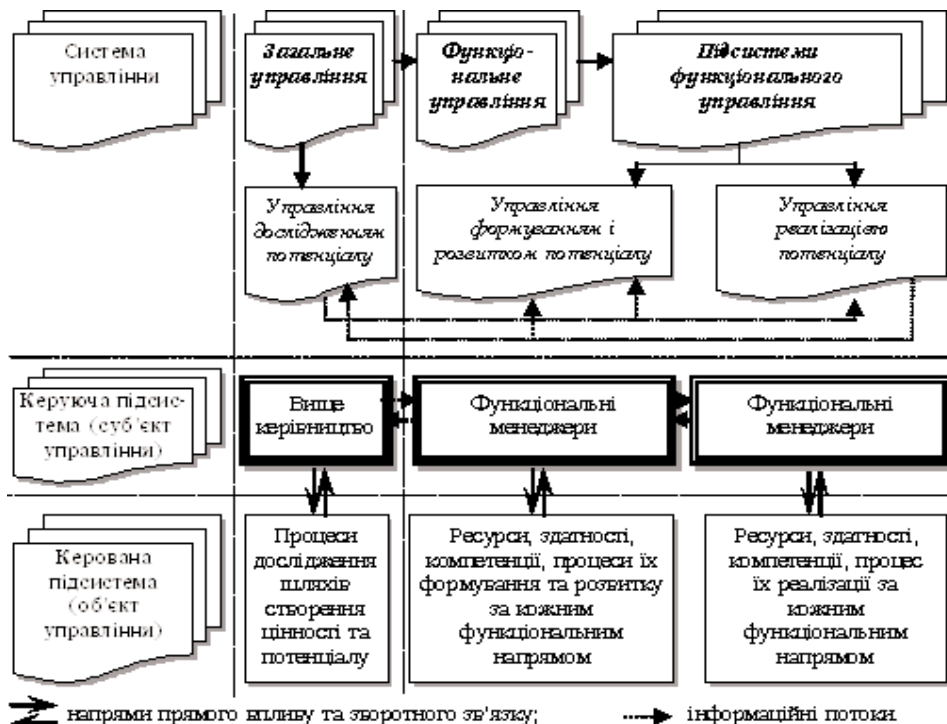 Система
управлінни
Загальне
управління
Функціо-
нальне
управління
Підсистеми
функціонального
управління
Управління
дослідженням
потенціалу
Управління
формуванням і
розвитком потенціалу
Управління
реалізацією
потенціалу
Керуюча підсис-
тема (суб'єкт
управлінни)
Вище
керівництво
Функціональні
менеджери
Функціональні
менеджери
Керована
підсистема
(об'єкт
управлінни)
Процеси
дослідження
шляхів
створення
цінності та
потенціалу
Ресурси, здатності,
компетенції, процеси їх
формування та розвитку
за кожним
функціональним
напрямом
Ресурси, здатності,
компетенції, процес
їх реалізації за
кожним
функціональним
напрямом
напрями прямого впливу та зворотного зв'язку;
інформаційні потоки.